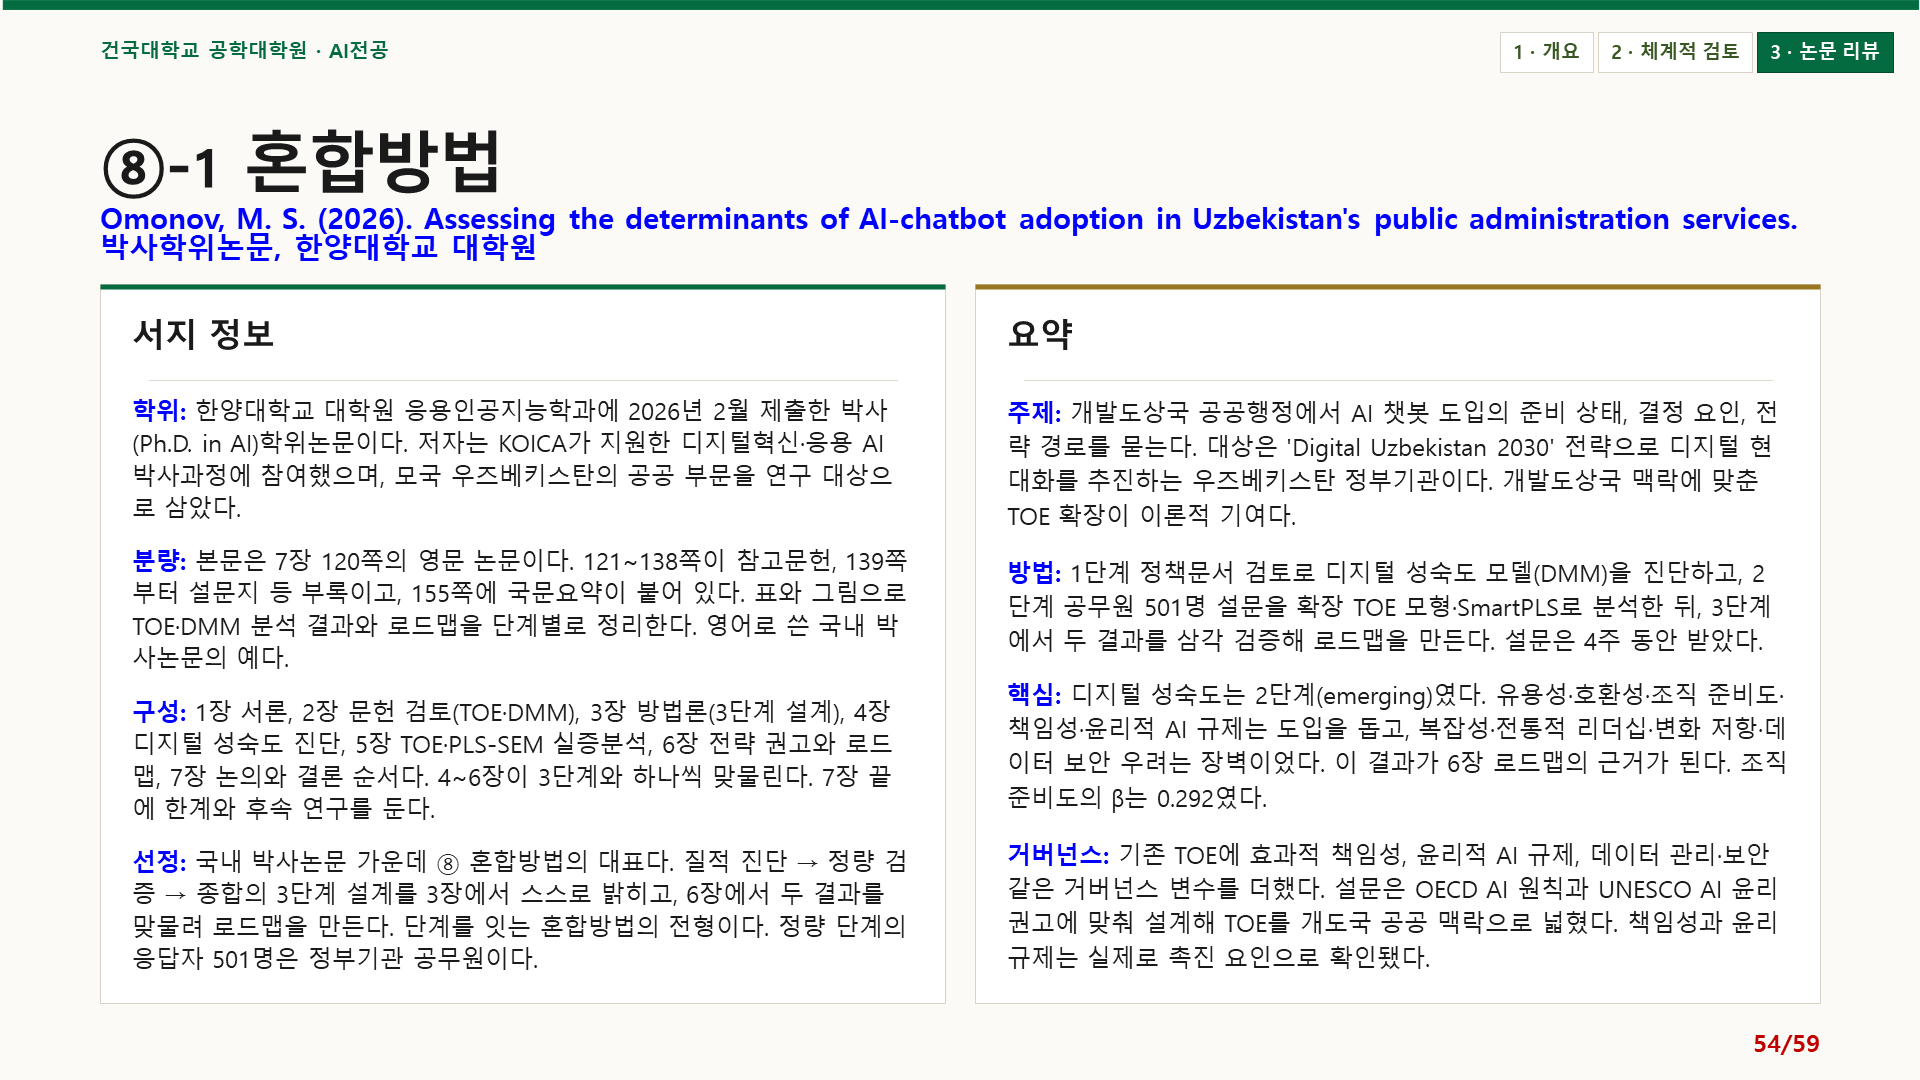 건국대학교 공학대학원 · AI전공
1 · 개요
2 · 체계적 검토
3 · 논문 리뷰
⑧-1 혼합방법
Omonov, M. S. (2026). Assessing the determinants of AI-chatbot adoption in Uzbekistan's public administration services.
박사학위논문, 한양대학교 대학원
서지 정보
학위: 한양대학교 대학원 응용인공지능학과에 2026년 2월 제출한 박사
(Ph.D. in AI)학위논문이다. 저자는 KOICA가 지원한 디지털혁신·응용 AI
박사과정에 참여했으며, 모국 우즈베키스탄의 공공 부문을 연구 대상으
로 삼았다.
분량: 본문은 7장 120쪽의 영문 논문이다. 121~138쪽이 참고문헌, 139쪽
부터 설문지 등 부록이고, 155쪽에 국문요약이 붙어 있다. 표와 그림으로
TOE·DMM 분석 결과와 로드맵을 단계별로 정리한다. 영어로 쓴 국내 박
사논문의 예다.
구성: 1장 서론, 2장 문헌 검토(TOE·DMM), 3장 방법론(3단계 설계), 4장
디지털 성숙도 진단, 5장 TOE·PLS-SEM 실증분석, 6장 전략 권고와 로드
맵, 7장 논의와 결론 순서다. 4~6장이 3단계와 하나씩 맞물린다. 7장 끝
에 한계와 후속 연구를 둔다.
선정: 국내 박사논문 가운데 ⑧ 혼합방법의 대표다. 질적 진단 → 정량 검
증 → 종합의 3단계 설계를 3장에서 스스로 밝히고, 6장에서 두 결과를
맞물려 로드맵을 만든다. 단계를 잇는 혼합방법의 전형이다. 정량 단계의
응답자 501명은 정부기관 공무원이다.
요약
주제: 개발도상국 공공행정에서 AI 챗봇 도입의 준비 상태, 결정 요인, 전
략 경로를 묻는다. 대상은 'Digital Uzbekistan 2030' 전략으로 디지털 현
대화를 추진하는 우즈베키스탄 정부기관이다. 개발도상국 맥락에 맞춘
TOE 확장이 이론적 기여다.
방법: 1단계 정책문서 검토로 디지털 성숙도 모델(DMM)을 진단하고, 2
단계 공무원 501명 설문을 확장 TOE 모형·SmartPLS로 분석한 뒤, 3단계
에서 두 결과를 삼각 검증해 로드맵을 만든다. 설문은 4주 동안 받았다.
핵심: 디지털 성숙도는 2단계(emerging)였다. 유용성·호환성·조직 준비도·
책임성·윤리적 AI 규제는 도입을 돕고, 복잡성·전통적 리더십·변화 저항·데
이터 보안 우려는 장벽이었다. 이 결과가 6장 로드맵의 근거가 된다. 조직
준비도의 β는 0.292였다.
거버넌스: 기존 TOE에 효과적 책임성, 윤리적 AI 규제, 데이터 관리·보안
같은 거버넌스 변수를 더했다. 설문은 OECD AI 원칙과 UNESCO AI 윤리
권고에 맞춰 설계해 TOE를 개도국 공공 맥락으로 넓혔다. 책임성과 윤리
규제는 실제로 촉진 요인으로 확인됐다.
54/59